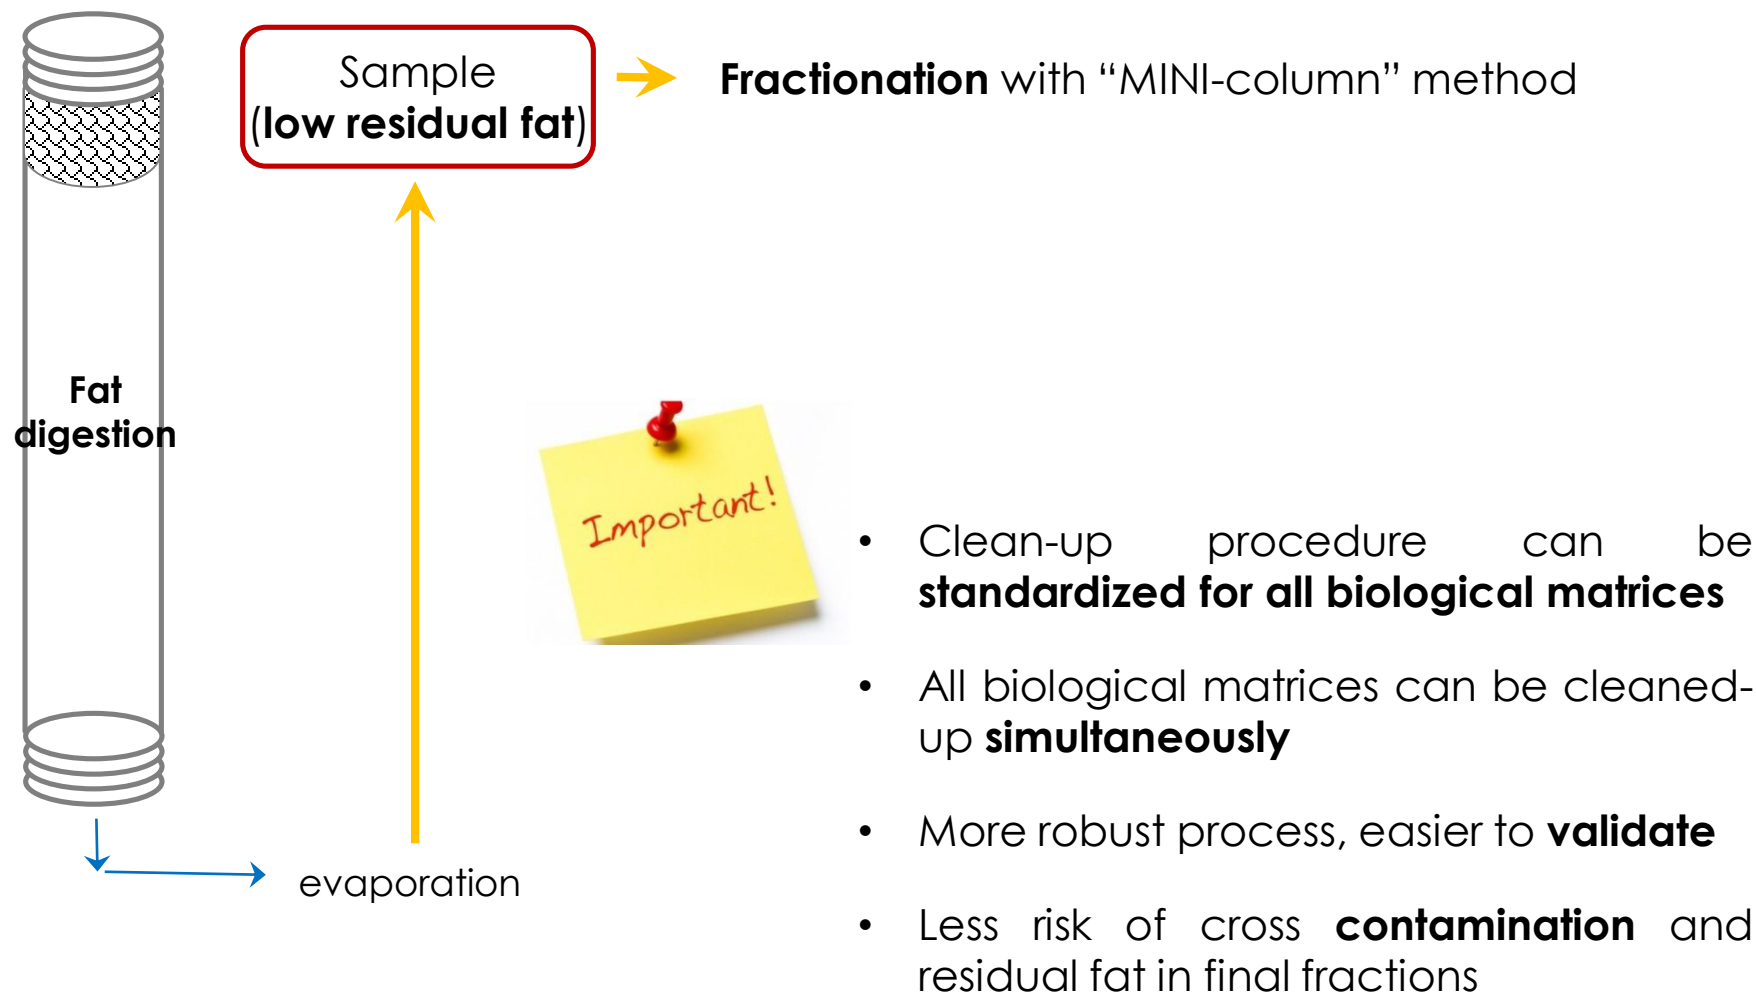 Sample
(low residual fat)
Fractionation with “MINI-column” method
Fat
digestion
Important!
evaporation
• Clean-up procedure can be
standardized for all biological matrices
• All biological matrices can be cleaned-
up simultaneously
• More robust process, easier to validate
• Less risk of cross contamination and
residual fat in final fractions